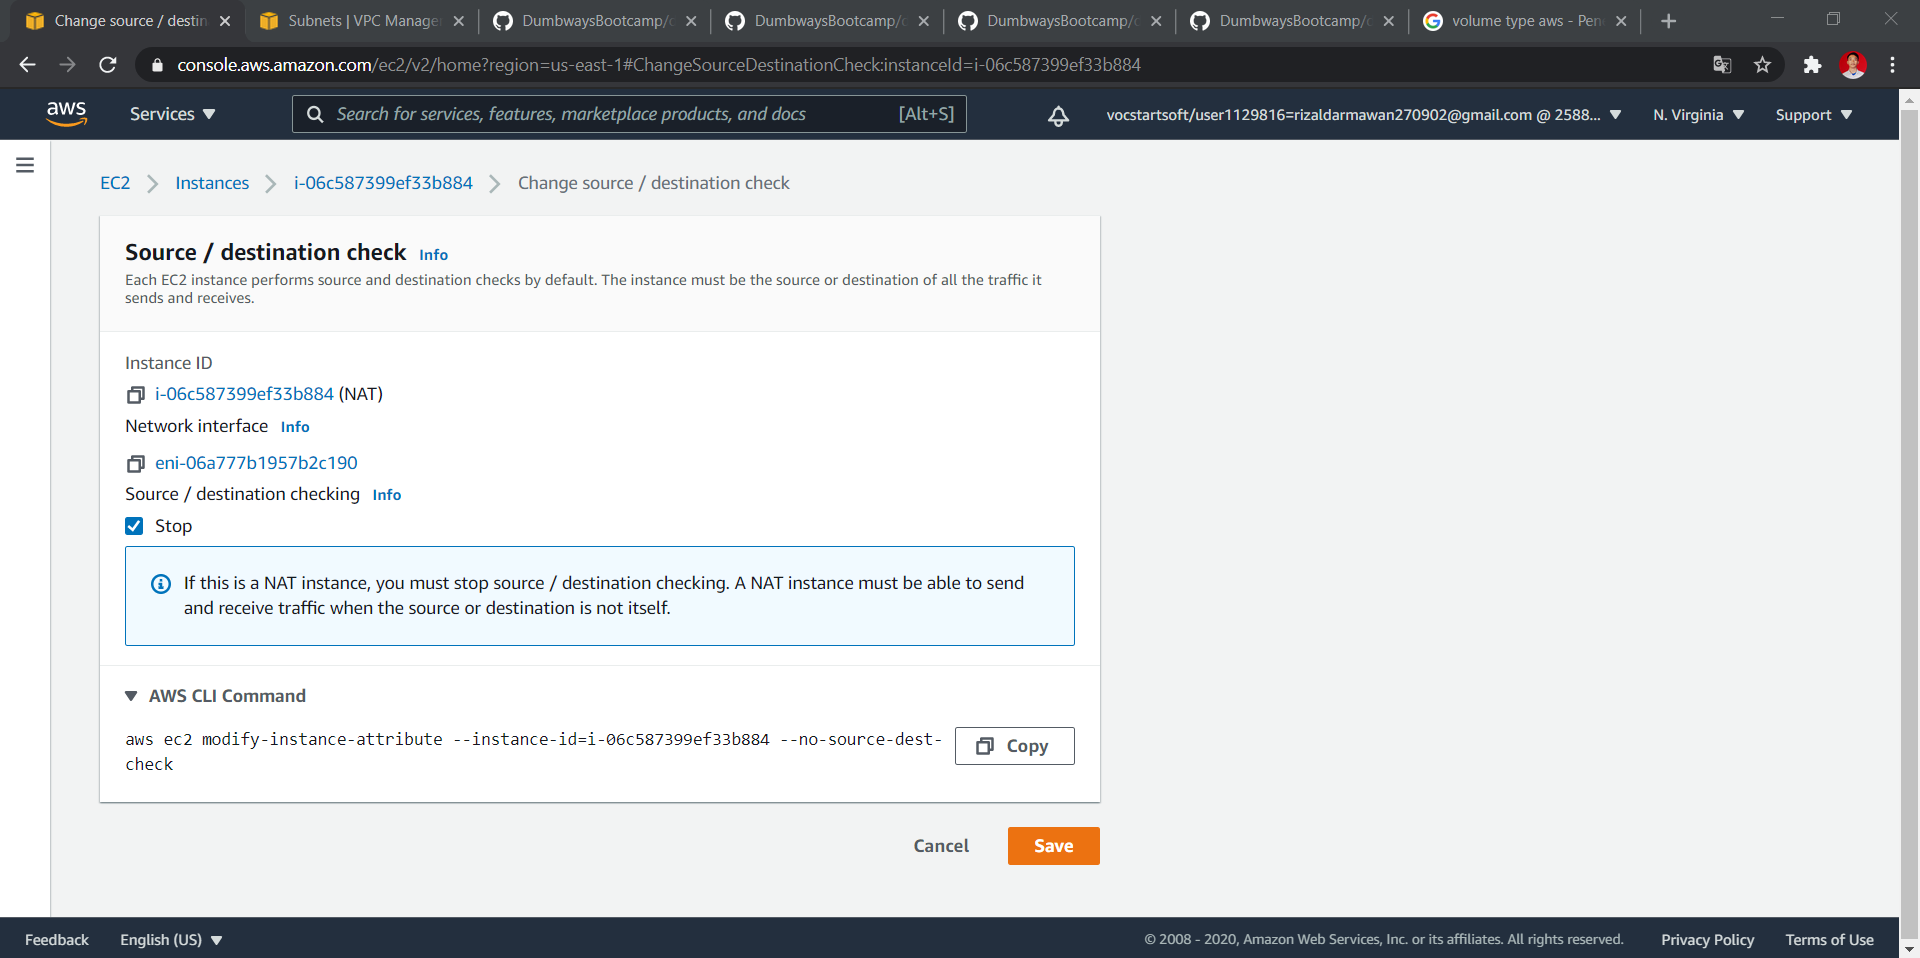 Change source / destin
Subnets | VPC Manager
DumbwaysBootcamp/
DumbwaysBootcamp/
DumbwaysBootcamp/
DumbwaysBootcamp/
volume type aws - Pen
console.aws.amazon.com/ec2/v2/home?region=us-east-1#ChangeSourceDestinationCheck:instanceId=i-06c587399ef33b884
aws
Services
Search for services, features, marketplace products, and docs
[Alt+S]
vocstartsoft/user1129816=rizaldarmawan270902@gmail.com @ 2588...
N. Virginia
Support
EC2
Instances
i-06c587399ef33b884
Change source / destination check
Source / destination check Info
Each EC2 instance performs source and destination checks by default. The instance must be the source or destination of all the traffic it
sends and receives.
Instance ID
i-06c587399ef33b884 (NAT)
Network interface Info
eni-06a777b1957b2c190
Source / destination checking Info
Stop
If this is a NAT instance, you must stop source / destination checking. A NAT instance must be able to send
and receive traffic when the source or destination is not itself.
AWS CLI Command
aws ec2 modify-instance-attribute --instance-id=i-06c587399ef33b884 --no-source-dest-
check
Copy
Cancel
Save
Feedback
English (US)
© 2008 - 2020, Amazon Web Services, Inc. or its affiliates. All rights reserved.
Privacy Policy
Terms of Use